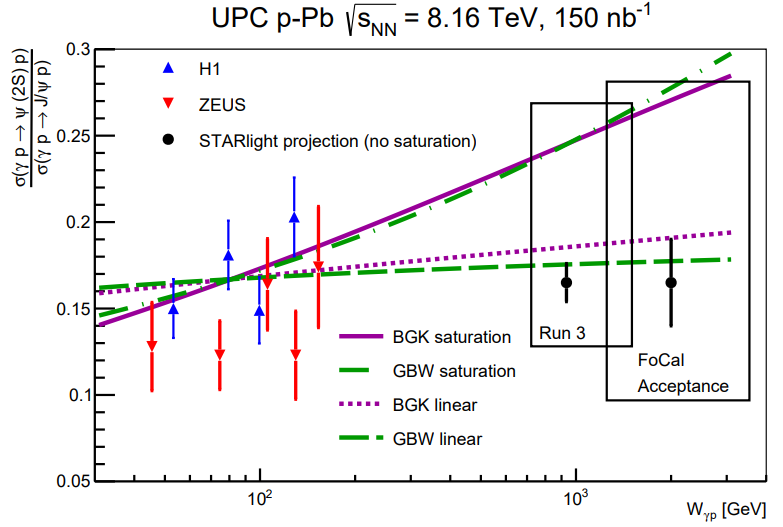 UPC p-Pb √s_NN = 8.16 TeV, 150 nb⁻¹
σ(γ p → ψ (2S) p)
σ(γ p → J/ψ p)
0.3
0.25
0.2
0.15
0.1
0.05
H1
ZEUS
STARlight projection (no saturation)
Run 3
FoCal
Acceptance
BGK saturation
GBW saturation
BGK linear
GBW linear
10²
10³
W_γp [GeV]